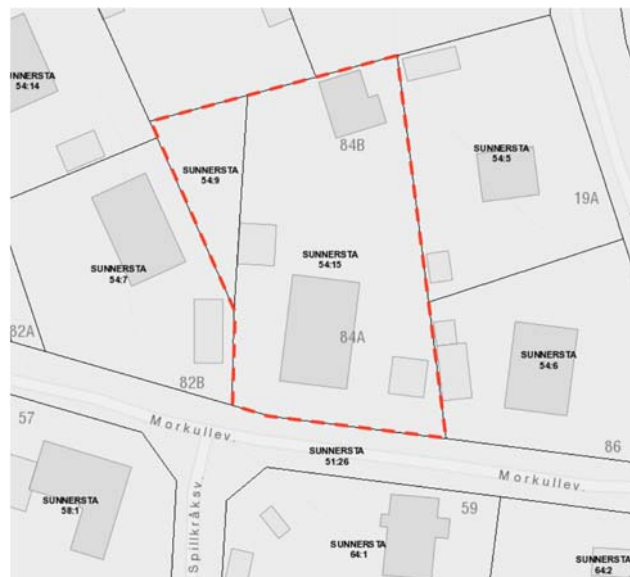 SUNNERSTA
54:14
84B
SUNNERSTA
54:5
SUNNERSTA
54:9
19A
SUNNERSTA
54:15
SUNNERSTA
54:7
82A
84A
SUNNERSTA
54:6
82B
57
Morkullev.
SUNNERSTA
51:26
86
Morkullev.
SUNNERSTA
58:1
Spillkråksv.
59
SUNNERSTA
64:1
SUNNERSTA
64:2